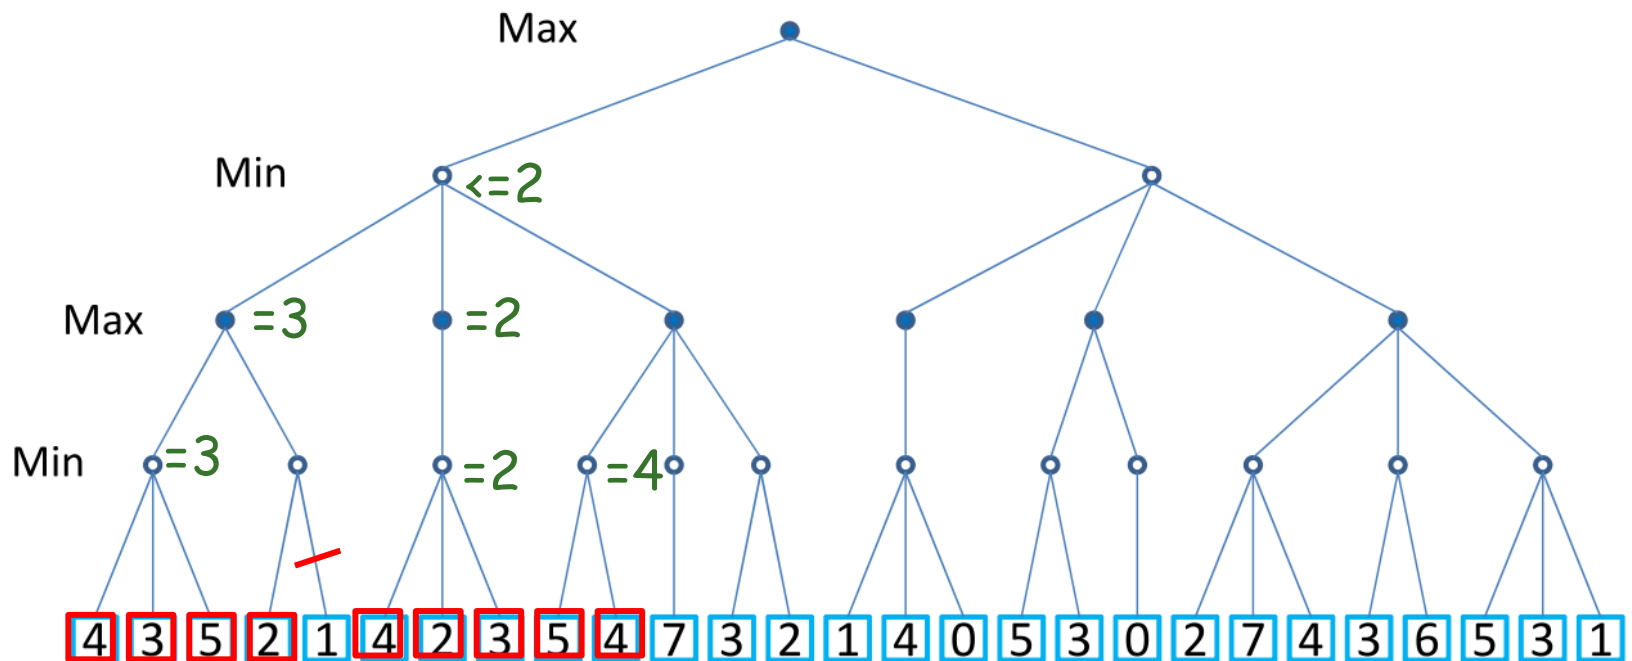 Max
Min <=2
Max =3 =2
Min =3 =2 =4
4 3 5 2 1 4 2 3 5 4 7 3 2 1 4 0 5 3 0 2 7 4 3 6 5 3 1